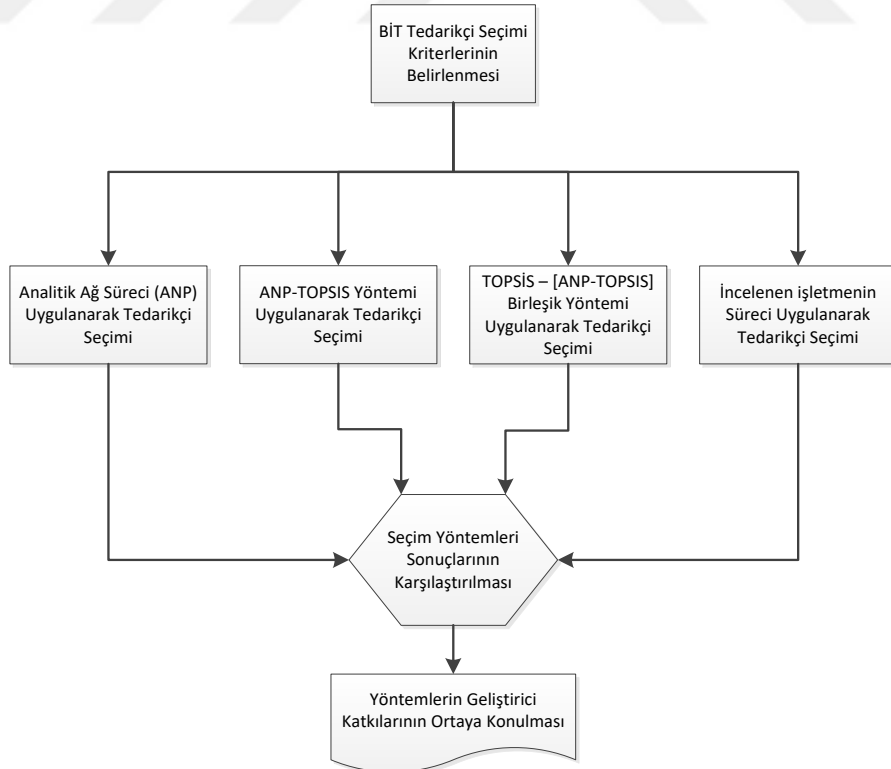 BİT Tedarikçi Seçimi
Kriterlerinin
Belirlenmesi
Analitik Ağ Süreci (ANP)
Uygulanarak Tedarikçi
Seçimi
ANP-TOPSIS Yöntemi
Uygulanarak Tedarikçi
Seçimi
TOPSİS – [ANP-TOPSIS]
Birleşik Yöntemi
Uygulanarak Tedarikçi
Seçimi
İncelenen işletmenin
Süreci Uygulanarak
Tedarikçi Seçimi
Seçim Yöntemleri
Sonuçlarının
Karşılaştırılması
Yöntemlerin Geliştirici
Katkılarının Ortaya Konulması